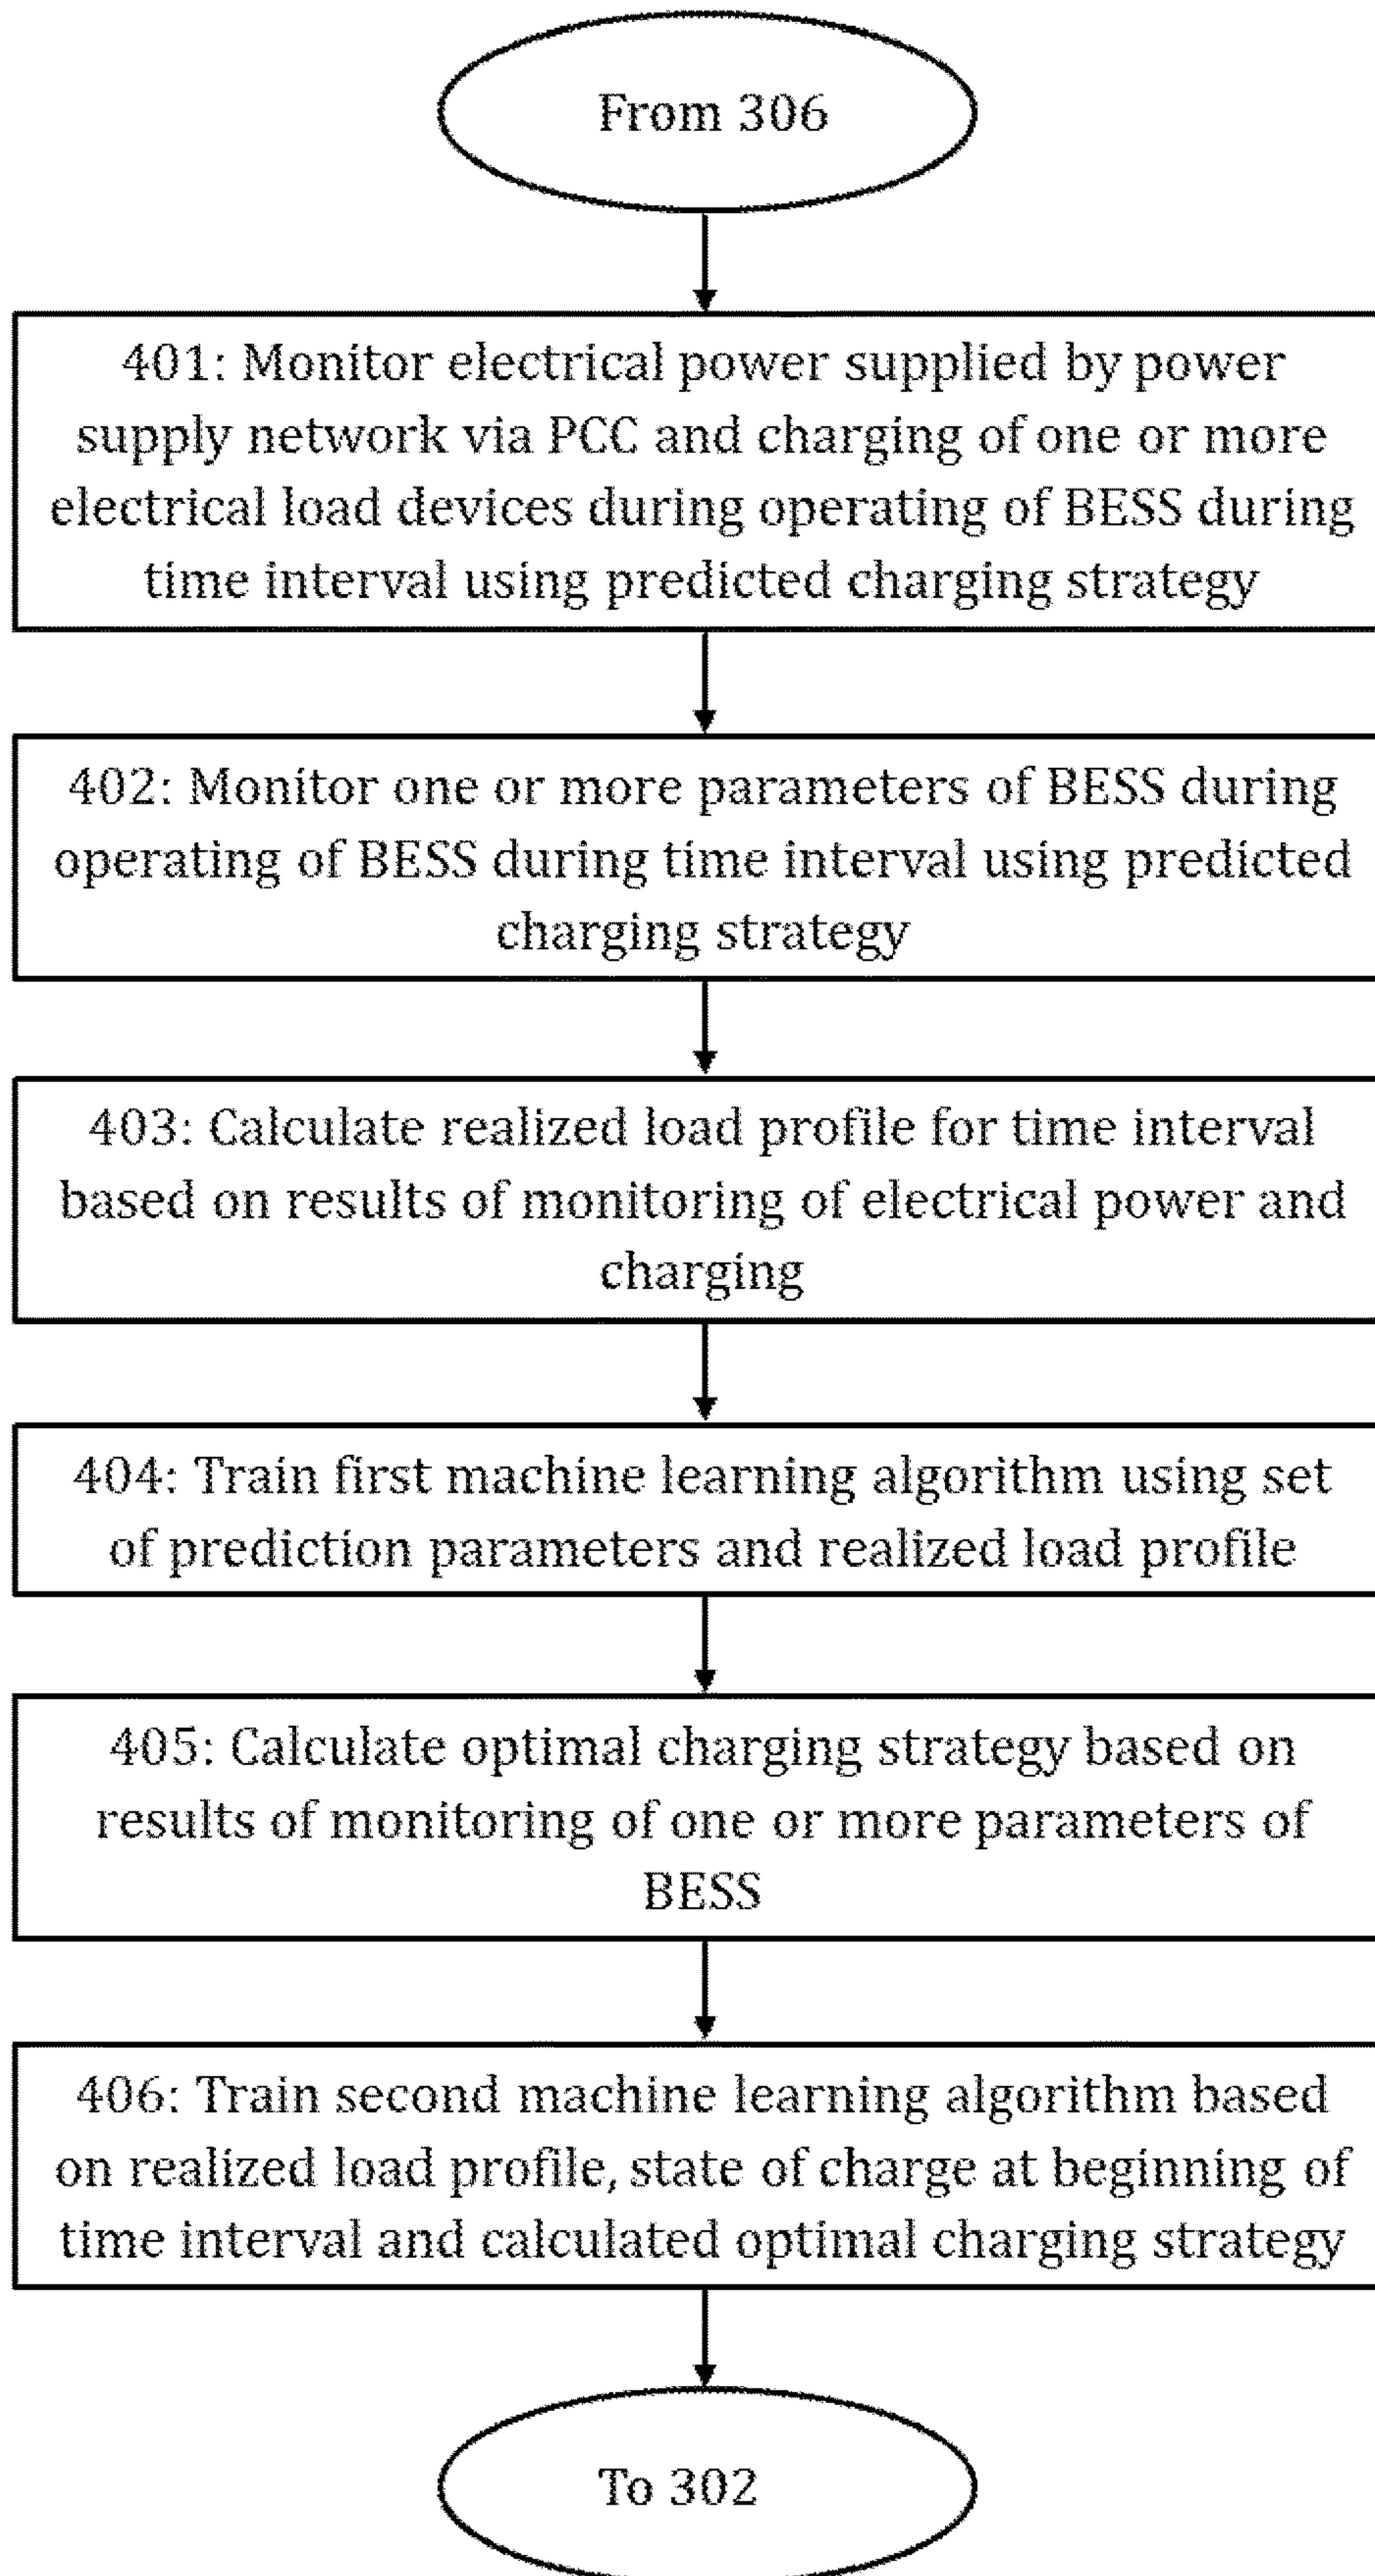 From 306
401: Monitor electrical power supplied by power
supply network via PCC and charging of one or more
electrical load devices during operating of BESS during
time interval using predicted charging strategy
402: Monitor one or more parameters of BESS during
operating of BESS during time interval using predicted
charging strategy
403: Calculate realized load profile for time interval
based on results of monitoring of electrical power and
charging
404: Train first machine learning algorithm using set
of prediction parameters and realized load profile
405: Calculate optimal charging strategy based on
results of monitoring of one or more parameters of
BESS
406: Train second machine learning algorithm based
on realized load profile, state of charge at beginning of
time interval and calculated optimal charging strategy
To 302